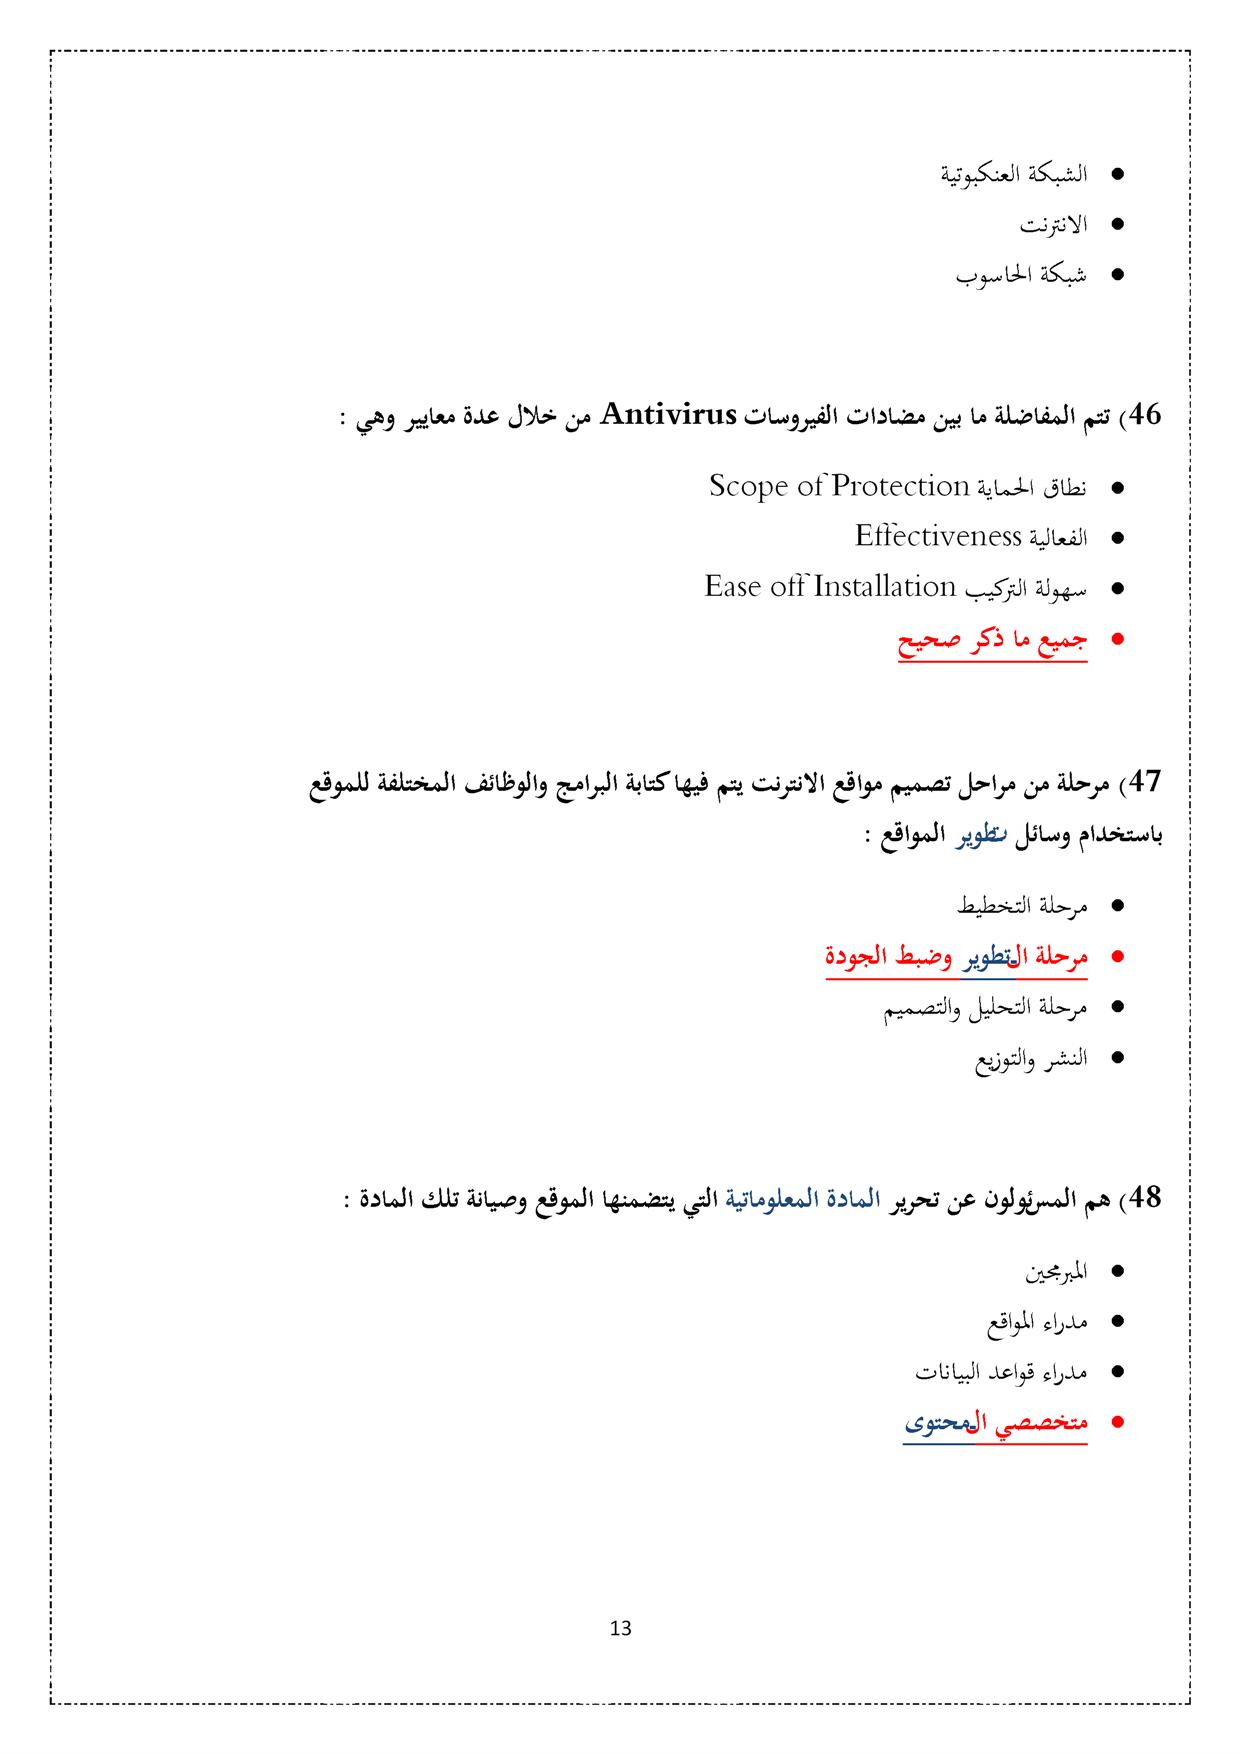 • الشبكة العنكبوتية
• الانترنت
• شبكة الحاسوب
46) تتم المفاضلة ما بين مضادات الفيروسات Antivirus من خلال عدة معايير وهي :
• نطاق الحماية Scope of Protection
• الفعالية Effectiveness
• سهولة التركيب Ease off Installation
• جميع ما ذكر صحيح
47) مرحلة من مراحل تصميم مواقع الانترنت يتم فيها كتابة البرامج والوظائف المختلفة للموقع
باستخدام وسائل تطوير المواقع :
• مرحلة التخطيط
• مرحلة التطوير وضبط الجودة
• مرحلة التحليل والتصميم
• النشر والتوزيع
48) هم المسئولون عن تحرير المادة المعلوماتية التي يتضمنها الموقع وصيانة تلك المادة :
• المبرمجين
• مدراء المواقع
• مدراء قواعد البيانات
• متخصصي المحتوى
13